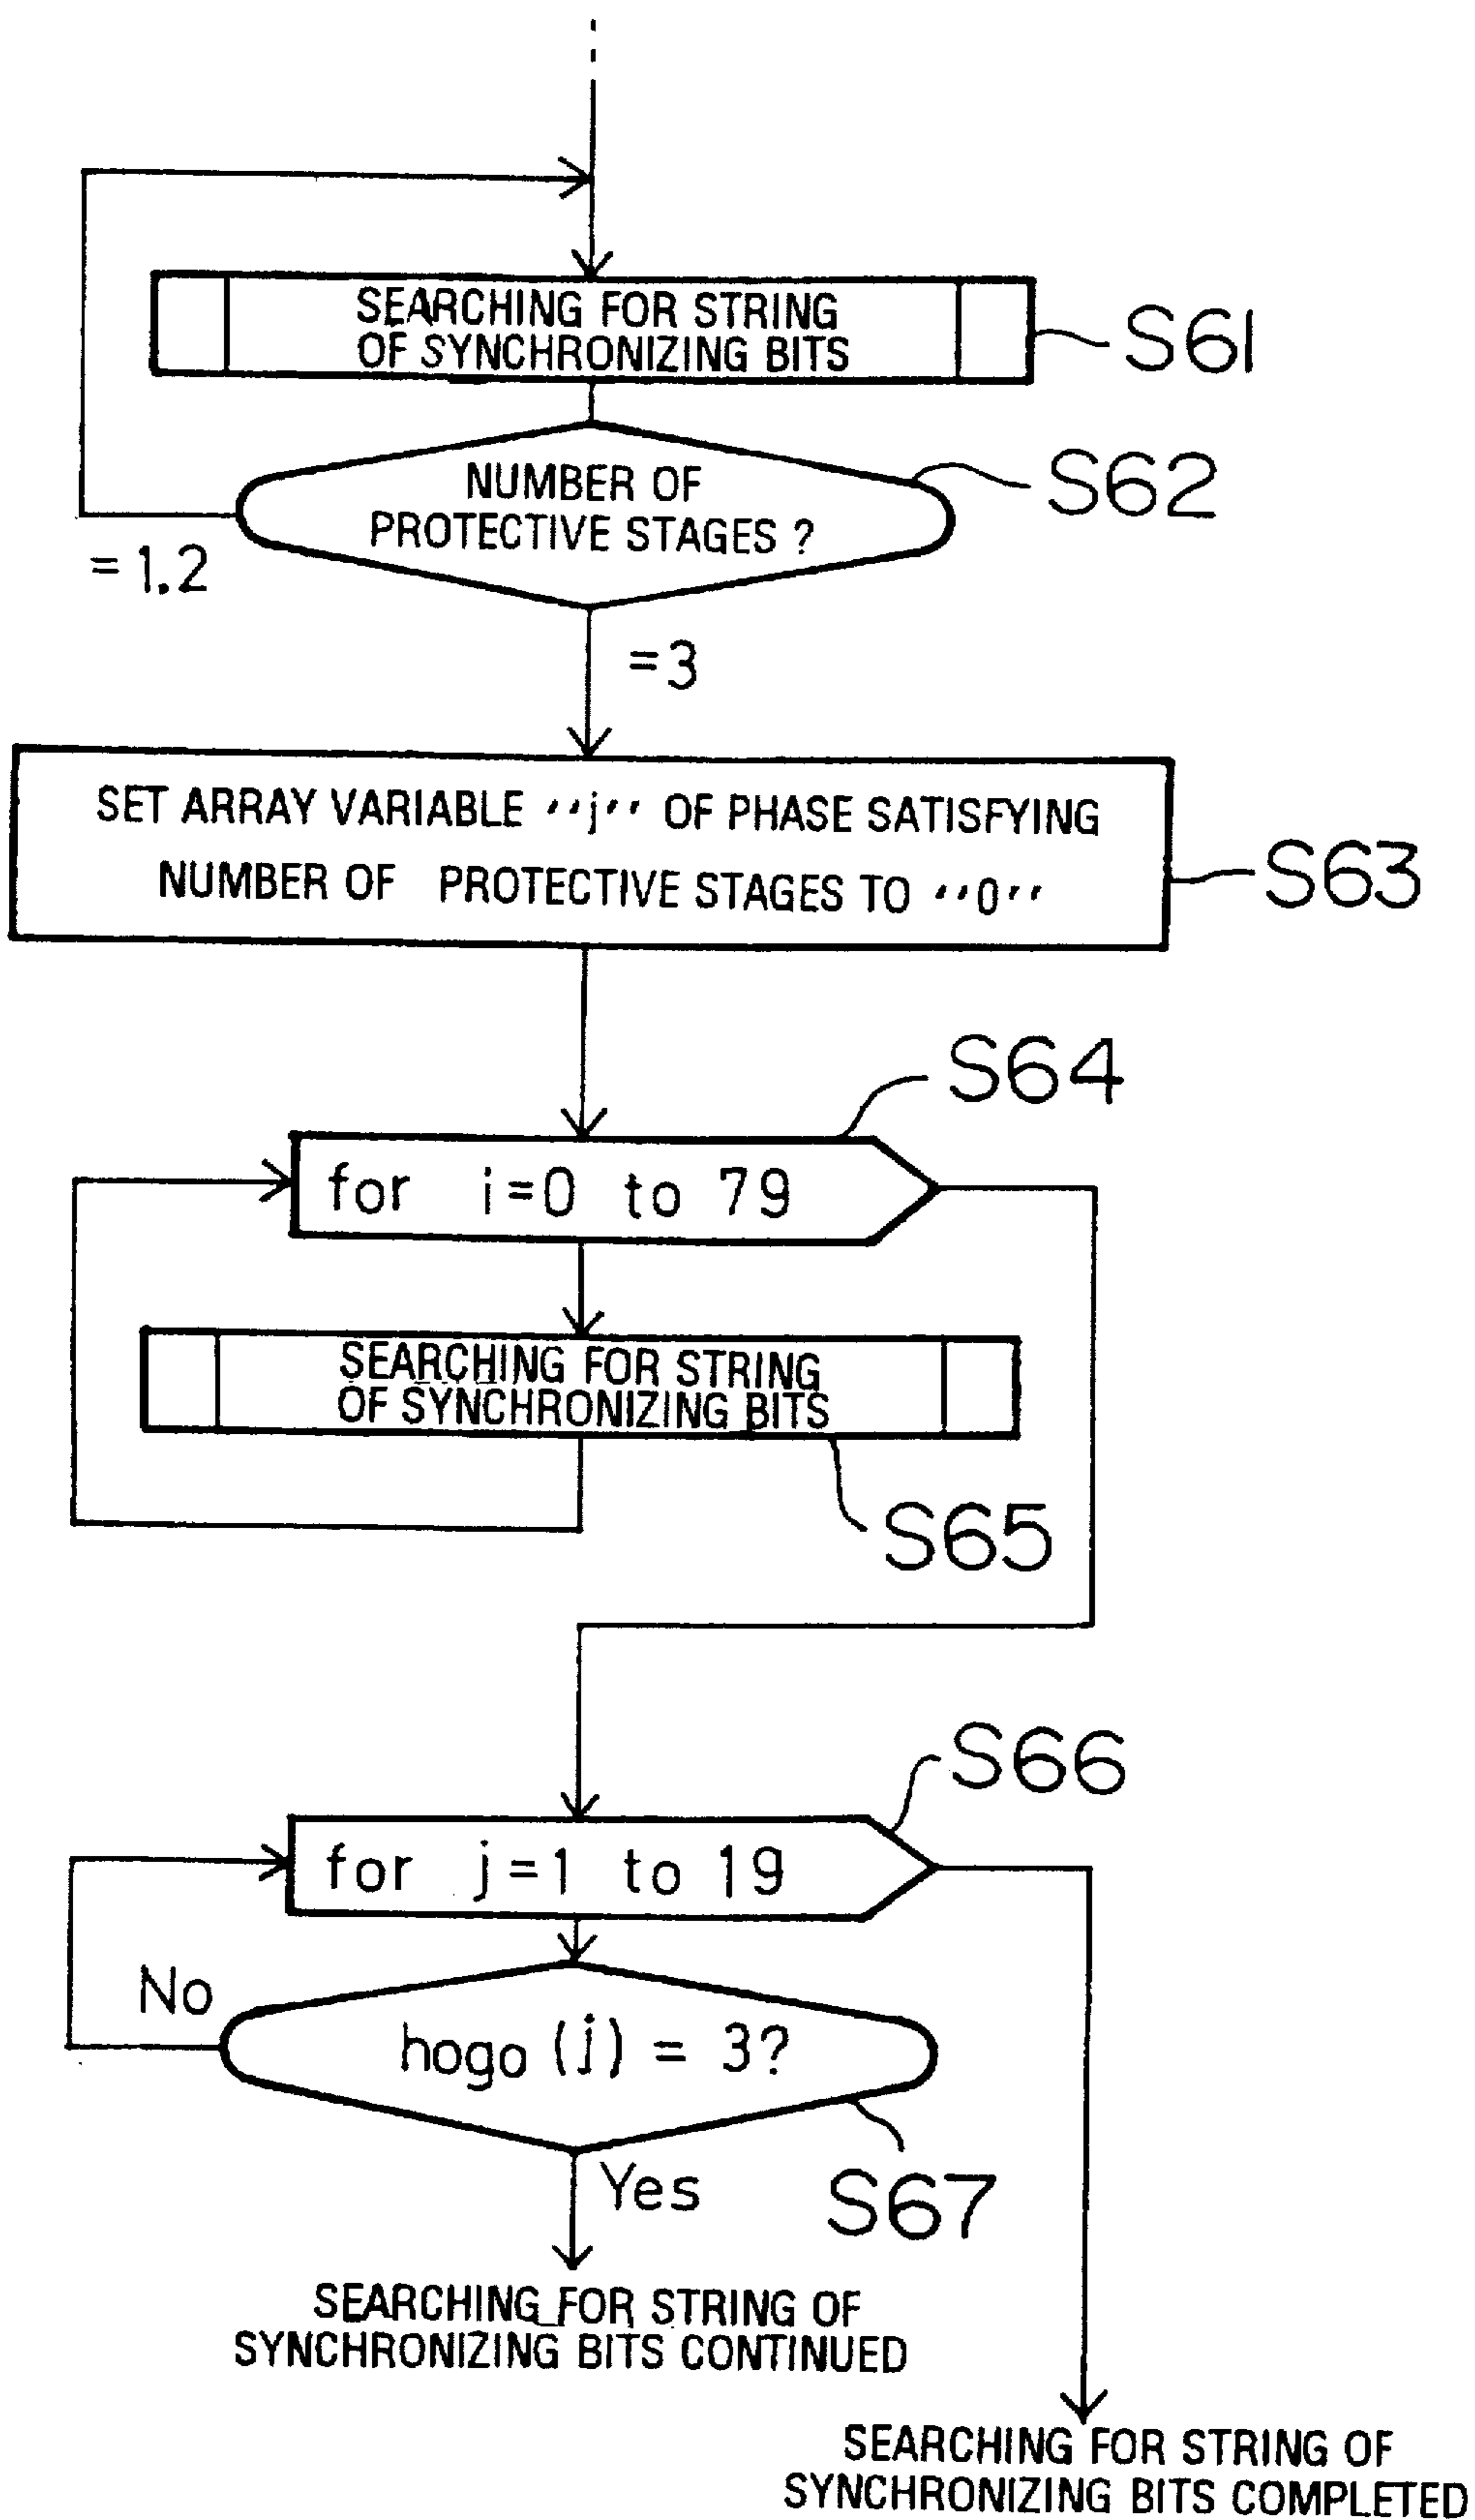 SEARCHING FOR STRING
OF SYNCHRONIZING BITS
S61
NUMBER OF
PROTECTIVE STAGES ?
S62
=1.2
=3
SET ARRAY VARIABLE ''j'' OF PHASE SATISFYING
NUMBER OF PROTECTIVE STAGES TO ''0''
S63
S64
for i=0 to 79
SEARCHING FOR STRING
OF SYNCHRONIZING BITS
S65
S66
for j=1 to 19
No
hogo (j) = 3?
Yes
S67
SEARCHING FOR STRING OF
SYNCHRONIZING BITS CONTINUED
SEARCHING FOR STRING OF
SYNCHRONIZING BITS COMPLETED